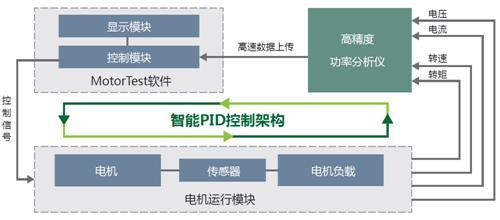 显示模块
控制模块
MotorTest软件
高速数据上传
高精度
功率分析仪
电压
电流
转速
转矩
控制信号
智能PID控制架构
电机
传感器
电机负载
电机运行模块